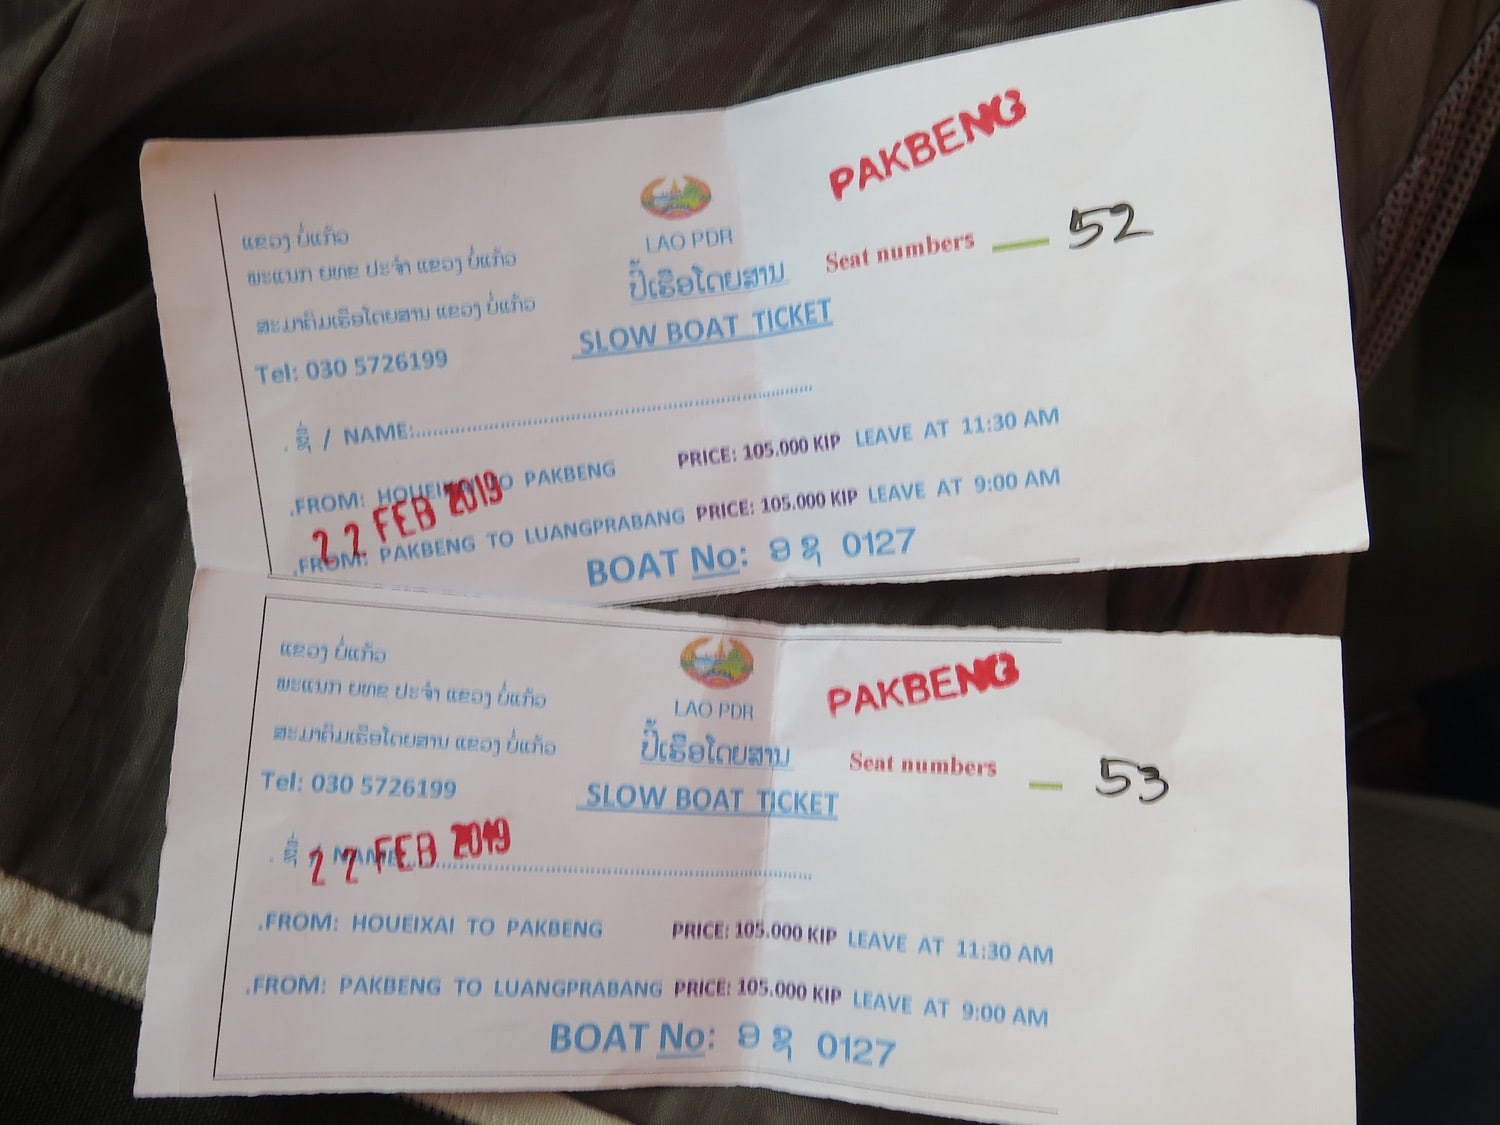 PAKBENG
LAO PDR
Seat numbers 52
ແຂວງ ບໍ່ແກ້ວ
ພະແນກ ຍທຂ ປະຈຳ ແຂວງ ບໍ່ແກ້ວ
ປີ້ເຮືອໂດຍສານ
ສະມາຄົມເຮືອໂດຍສານ ແຂວງ ບໍ່ແກ້ວ
SLOW BOAT TICKET
Tel: 030 5726199
. ຊື່ / NAME:
.FROM: HOUEIXAI TO PAKBENG PRICE: 105.000 KIP LEAVE AT 11:30 AM
22 FEB 2019
.FROM: PAKBENG TO LUANGPRABANG PRICE: 105.000 KIP LEAVE AT 9:00 AM
BOAT No: ອຊ 0127
ແຂວງ ບໍ່ແກ້ວ
PAKBENG
ພະແນກ ຍທຂ ປະຈຳ ແຂວງ ບໍ່ແກ້ວ
LAO PDR
ສະມາຄົມເຮືອໂດຍສານ ແຂວງ ບໍ່ແກ້ວ
ປີ້ເຮືອໂດຍສານ
Seat numbers 53
Tel: 030 5726199
SLOW BOAT TICKET
. ຊື່ / NAME:
22 FEB 2019
.FROM: HOUEIXAI TO PAKBENG PRICE: 105.000 KIP LEAVE AT 11:30 AM
.FROM: PAKBENG TO LUANGPRABANG PRICE: 105.000 KIP LEAVE AT 9:00 AM
BOAT No: ອຊ 0127